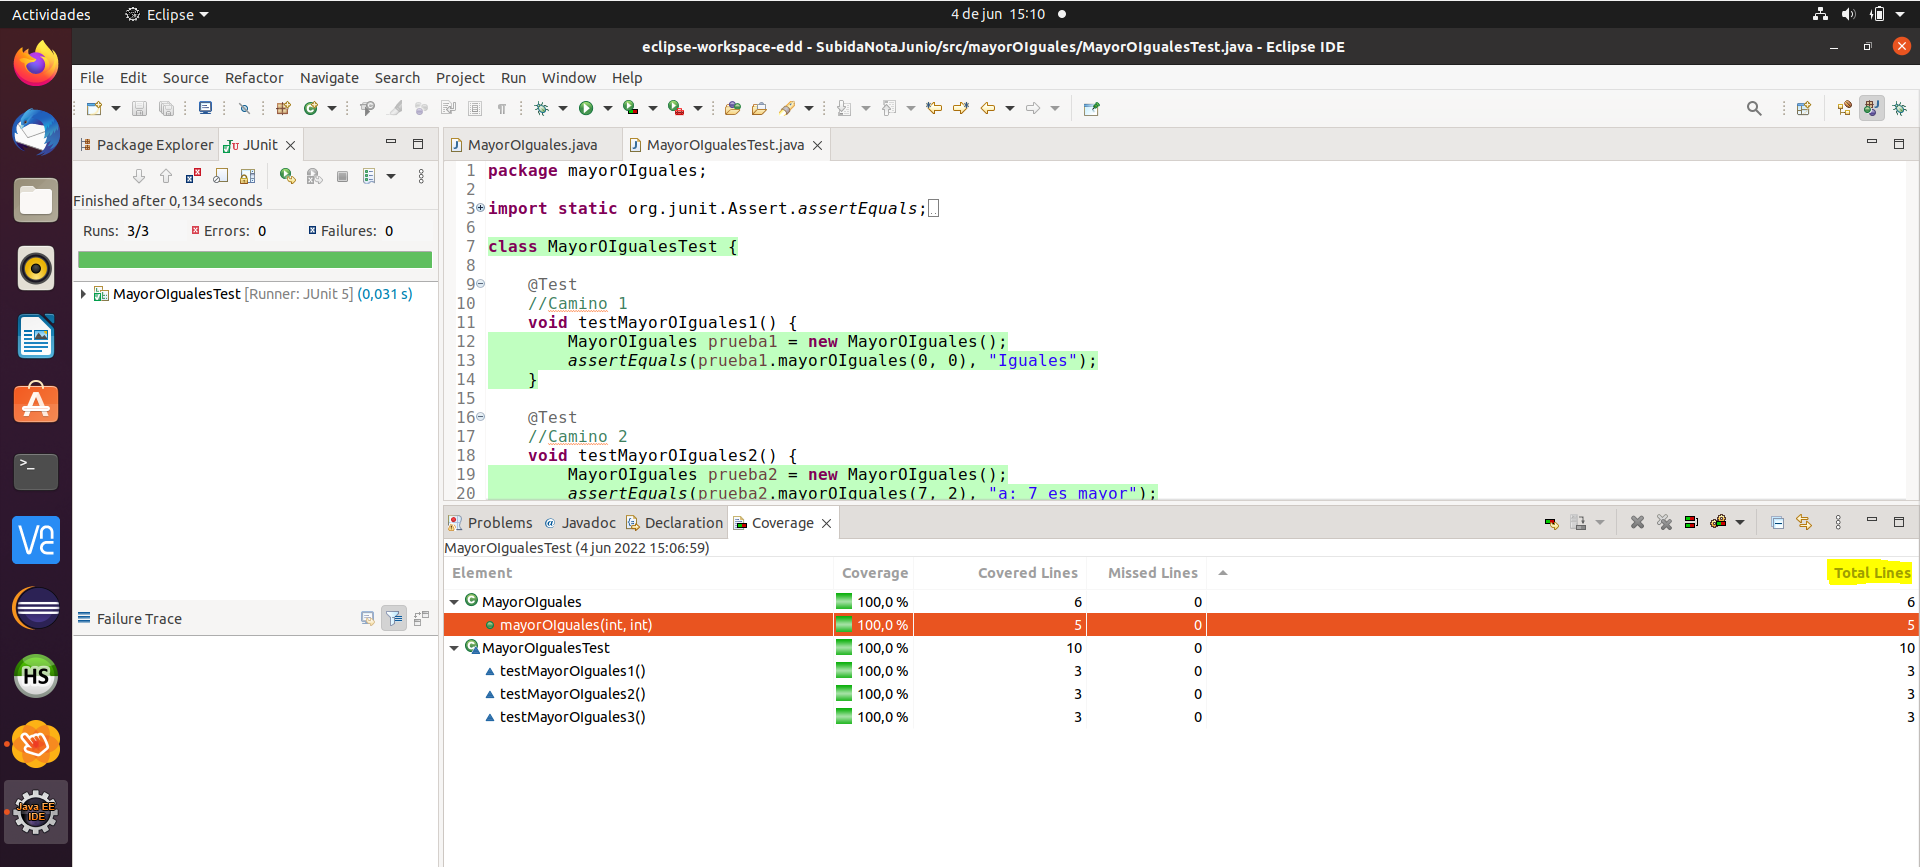 Actividades Eclipse 4 de jun 15:10
eclipse-workspace-edd - SubidaNotaJunio/src/mayorOIguales/MayorOIgualesTest.java - Eclipse IDE
File Edit Source Refactor Navigate Search Project Run Window Help
Package Explorer JUnit
Finished after 0,134 seconds
Runs: 3/3 Errors: 0 Failures: 0
MayorOIgualesTest [Runner: JUnit 5] (0,031 s)
Failure Trace
MayorOIguales.java MayorOIgualesTest.java
1 package mayorOIguales;
2
3 import static org.junit.Assert.assertEquals;
6
7 class MayorOIgualesTest {
8
9 @Test
10 //Camino 1
11 void testMayorOIguales1() {
12 MayorOIguales prueba1 = new MayorOIguales();
13 assertEquals(prueba1.mayorOIguales(0, 0), "Iguales");
14 }
15
16 @Test
17 //Camino 2
18 void testMayorOIguales2() {
19 MayorOIguales prueba2 = new MayorOIguales();
20 assertEquals(prueba2.mayorOIguales(7, 2), "a: 7 es mayor");
Problems Javadoc Declaration Coverage
MayorOIgualesTest (4 jun 2022 15:06:59)
Element Coverage Covered Lines Missed Lines Total Lines
MayorOIguales 100,0 % 6 0 6
mayorOIguales(int, int) 100,0 % 5 0 5
MayorOIgualesTest 100,0 % 10 0 10
testMayorOIguales1() 100,0 % 3 0 3
testMayorOIguales2() 100,0 % 3 0 3
testMayorOIguales3() 100,0 % 3 0 3
HS
Java EE
IDE